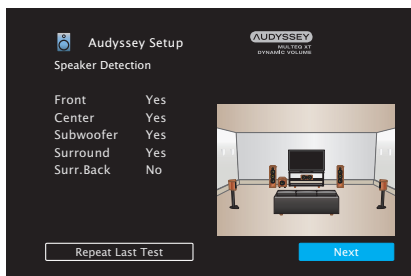 Audyssey Setup
AUDYSSEY
MULTEQ XT
DYNAMIC VOLUME
Speaker Detection
Front Yes
Center Yes
Subwoofer Yes
Surround Yes
Surr.Back No
Repeat Last Test
Next